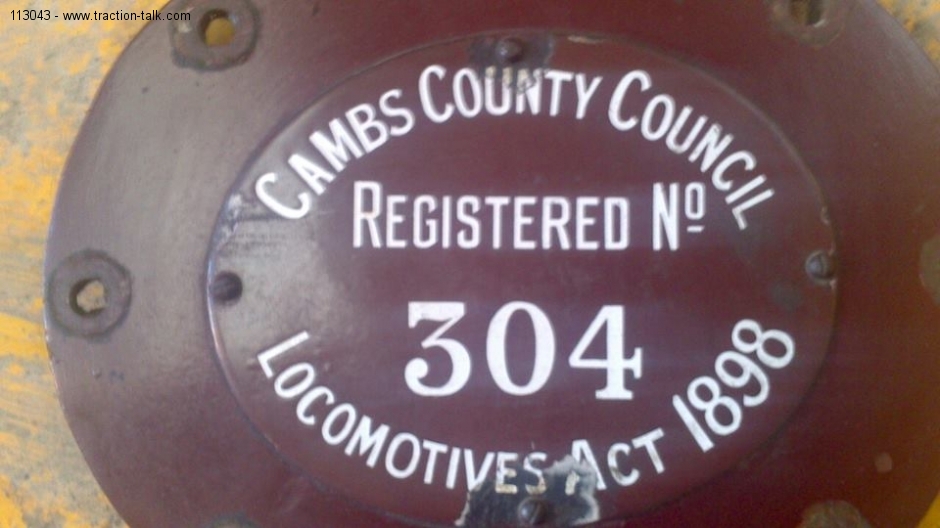 113043 - www.traction-talk.com
CAMBS COUNTY COUNCIL
REGISTERED No
304
LOCOMOTIVES ACT 1898